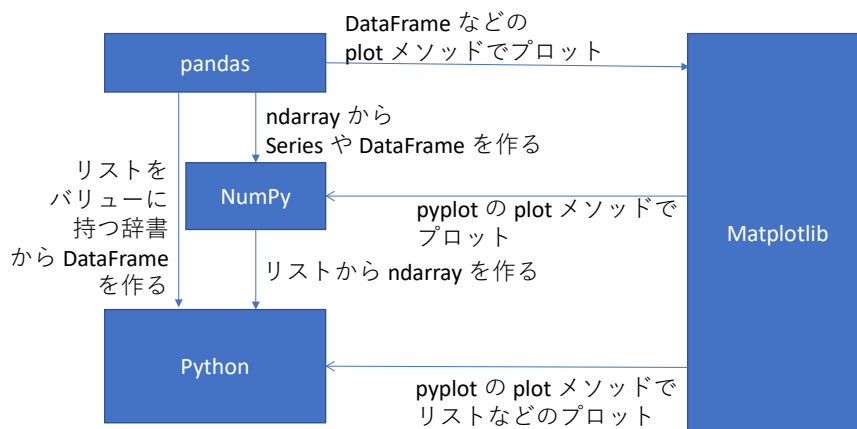 DataFrame などの
plot メソッドでプロット
pandas
ndarray から
Series や DataFrame を作る
リストを
バリューに
持つ辞書
から DataFrame
を作る
NumPy
pyplot の plot メソッドで
プロット
Matplotlib
リストから ndarray を作る
Python
pyplot の plot メソッドで
リストなどのプロット